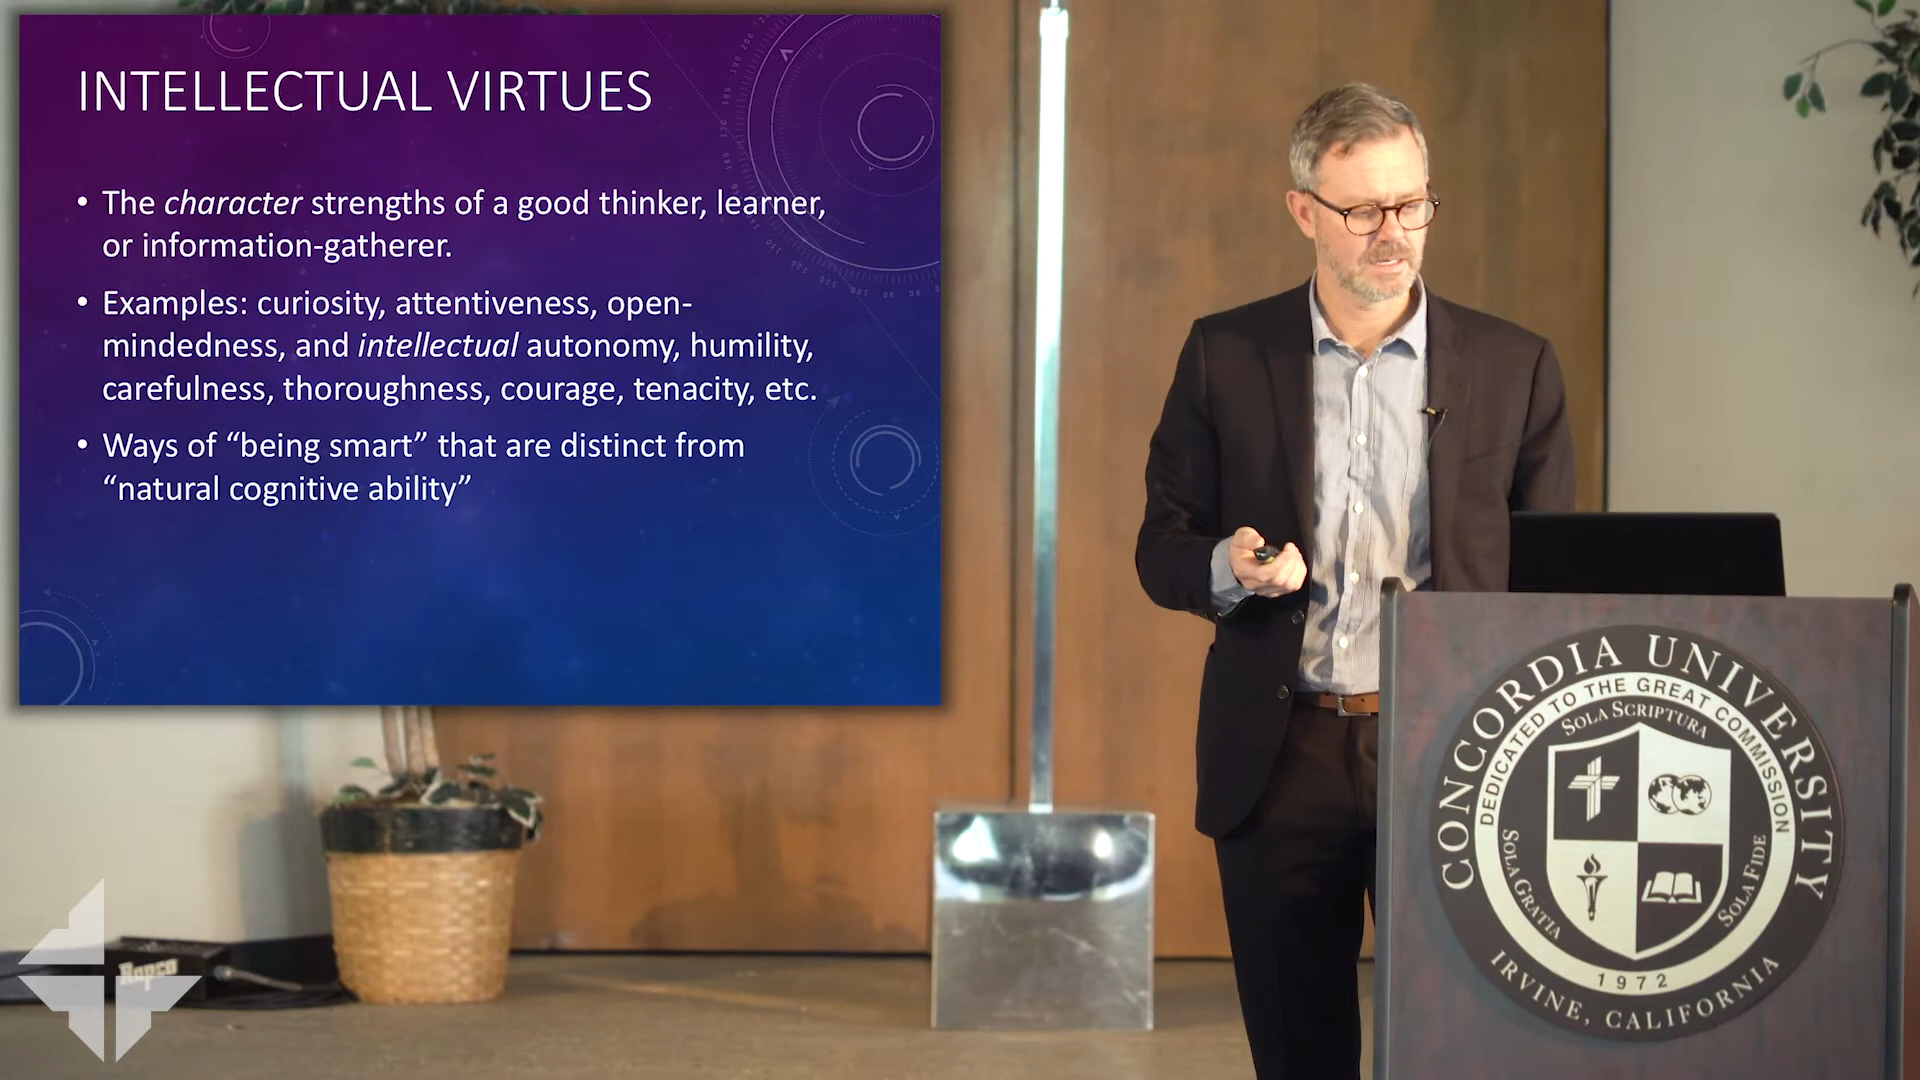 INTELLECTUAL VIRTUES
• The character strengths of a good thinker, learner,
or information-gatherer.
• Examples: curiosity, attentiveness, open-
mindedness, and intellectual autonomy, humility,
carefulness, thoroughness, courage, tenacity, etc.
• Ways of “being smart” that are distinct from
“natural cognitive ability”
CONCORDIA UNIVERSITY
DEDICATED TO THE GREAT COMMISSION
SOLA SCRIPTURA
SOLA GRATIA
SOLA FIDE
1972
IRVINE, CALIFORNIA
Rapco